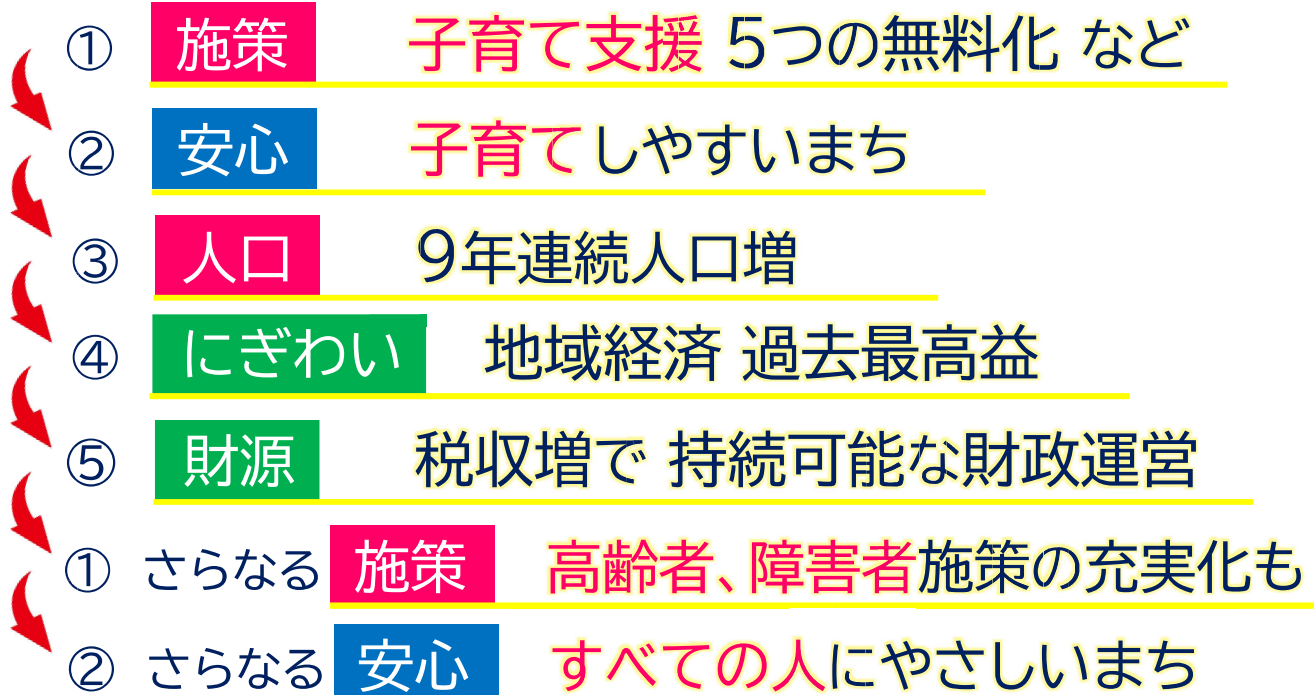 ① 施策 子育て支援 5つの無料化 など
② 安心 子育てしやすいまち
③ 人口 9年連続人口増
④ にぎわい 地域経済 過去最高益
⑤ 財源 税収増で 持続可能な財政運営
① さらなる 施策 高齢者、障害者施策の充実化も
② さらなる 安心 すべての人にやさしいまち